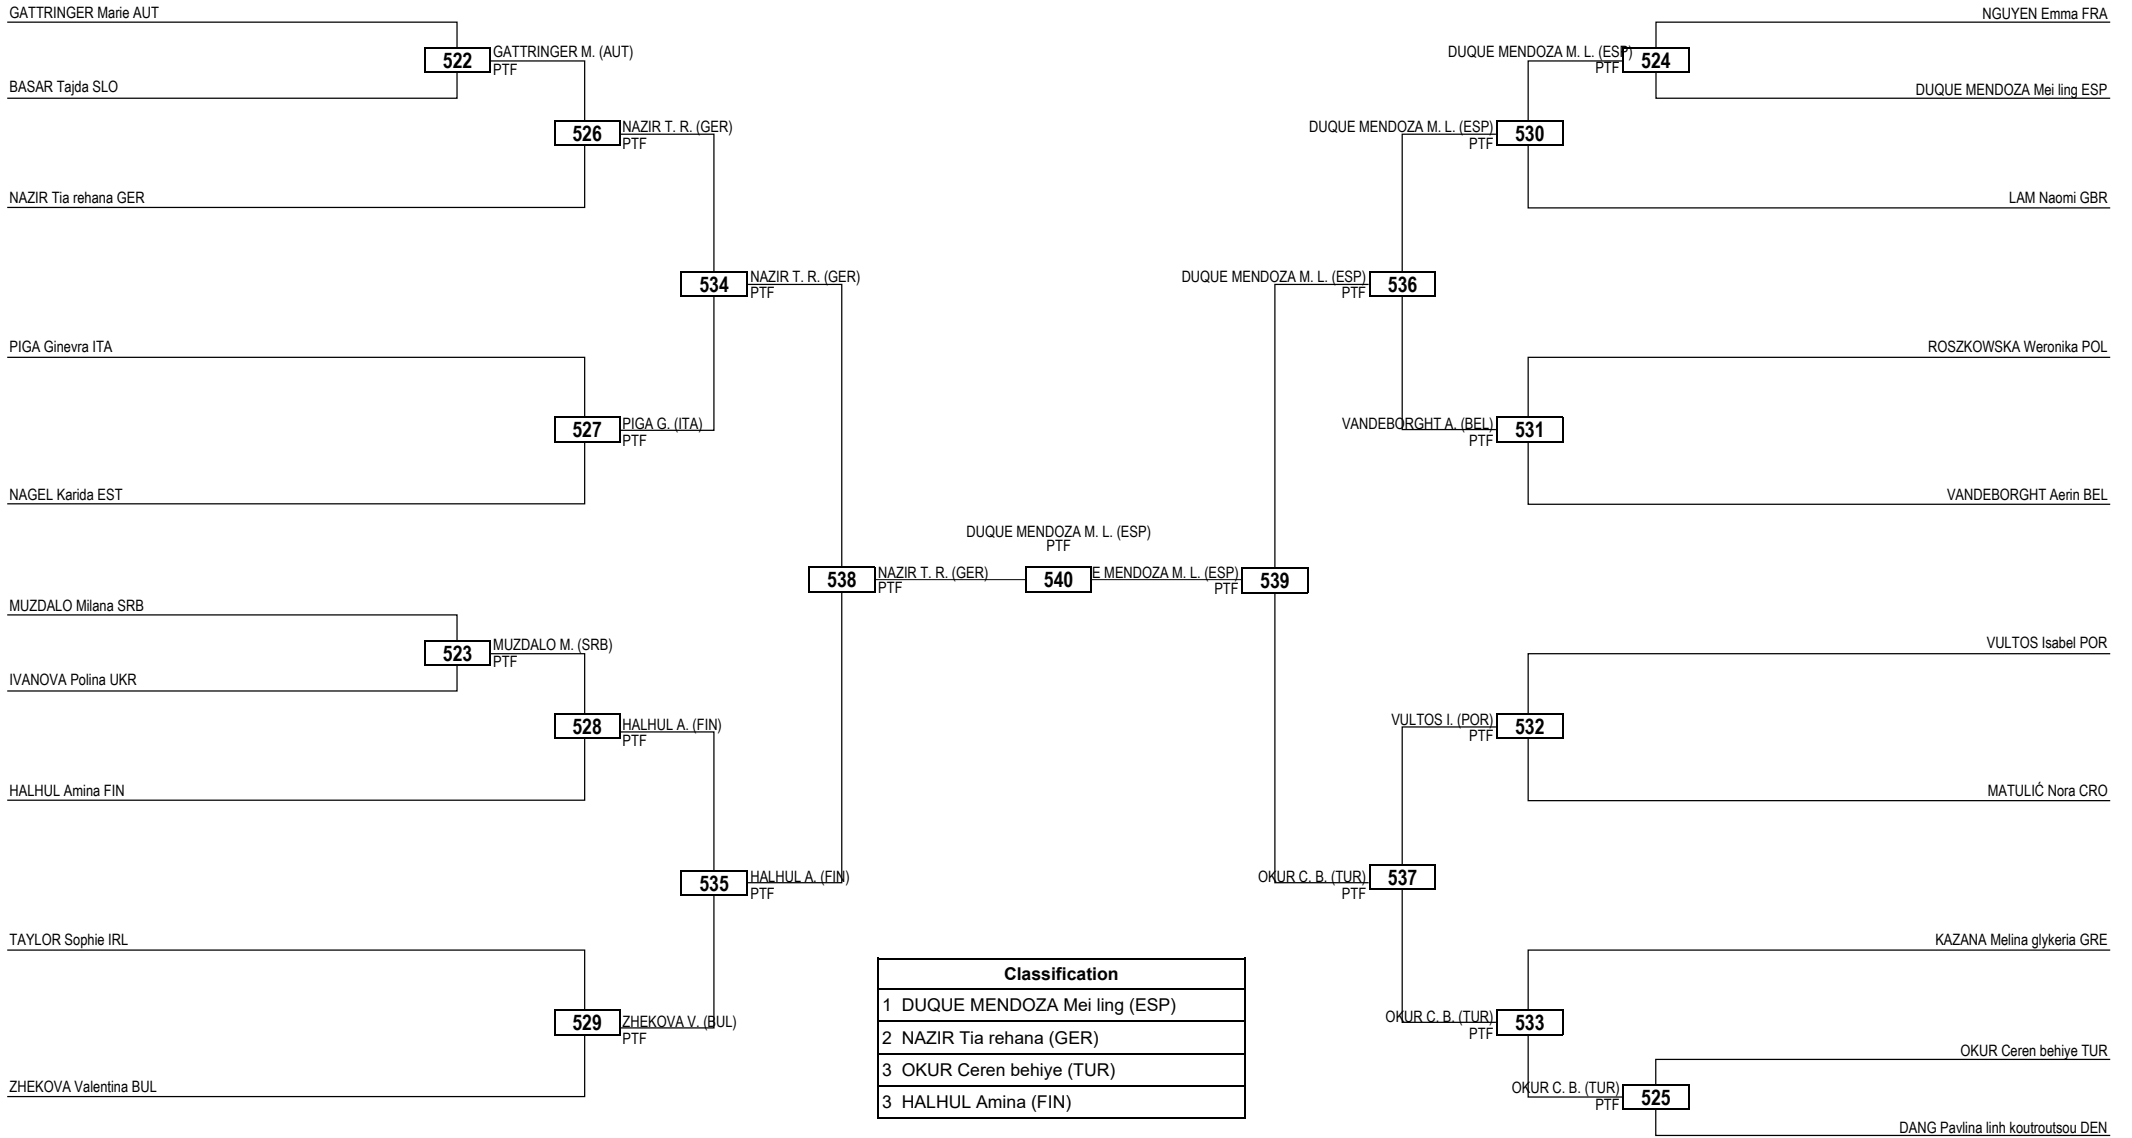 GATTRINGER Marie AUT
522
GATTRINGER M. (AUT)
PTF
BASAR Tajda SLO
526
NAZIR T. R. (GER)
PTF
NAZIR Tia rehana GER
534
NAZIR T. R. (GER)
PTF
PIGA Ginevra ITA
527
PIGA G. (ITA)
PTF
NAGEL Karida EST
538
NAZIR T. R. (GER)
PTF
MUZDALO Milana SRB
523
MUZDALO M. (SRB)
PTF
IVANOVA Polina UKR
528
HALHUL A. (FIN)
PTF
HALHUL Amina FIN
535
HALHUL A. (FIN)
PTF
TAYLOR Sophie IRL
529
ZHEKOVA V. (BUL)
PTF
ZHEKOVA Valentina BUL
DUQUE MENDOZA M. L. (ESP)
PTF
540
NGUYEN Emma FRA
DUQUE MENDOZA M. L. (ESP)
PTF
524
DUQUE MENDOZA Mei ling ESP
DUQUE MENDOZA M. L. (ESP)
PTF
530
LAM Naomi GBR
DUQUE MENDOZA M. L. (ESP)
PTF
536
ROSZKOWSKA Weronika POL
VANDEBORGHT A. (BEL)
PTF
531
VANDEBORGHT Aerin BEL
E MENDOZA M. L. (ESP)
PTF
539
VULTOS Isabel POR
VULTOS I. (POR)
PTF
532
MATULIĆ Nora CRO
OKUR C. B. (TUR)
PTF
537
KAZANA Melina glykeria GRE
OKUR C. B. (TUR)
PTF
533
OKUR Ceren behiye TUR
OKUR C. B. (TUR)
PTF
525
DANG Pavlina linh koutroutsou DEN
Classification
1 DUQUE MENDOZA Mei ling (ESP)
2 NAZIR Tia rehana (GER)
3 OKUR Ceren behiye (TUR)
3 HALHUL Amina (FIN)